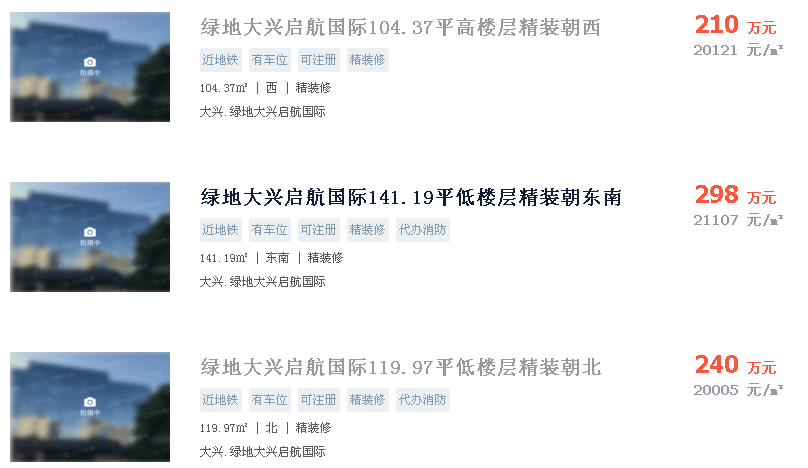 绿地大兴启航国际104.37平高楼层精装朝西
210 万元
20121 元/㎡
近地铁 有车位 可注册 精装修
104.37㎡ | 西 | 精装修
大兴.绿地大兴启航国际
拍摄中
绿地大兴启航国际141.19平低楼层精装朝东南
298 万元
21107 元/㎡
近地铁 有车位 可注册 精装修 代办消防
141.19㎡ | 东南 | 精装修
大兴.绿地大兴启航国际
拍摄中
绿地大兴启航国际119.97平低楼层精装朝北
240 万元
20005 元/㎡
近地铁 有车位 可注册 精装修 代办消防
119.97㎡ | 北 | 精装修
大兴.绿地大兴启航国际
拍摄中